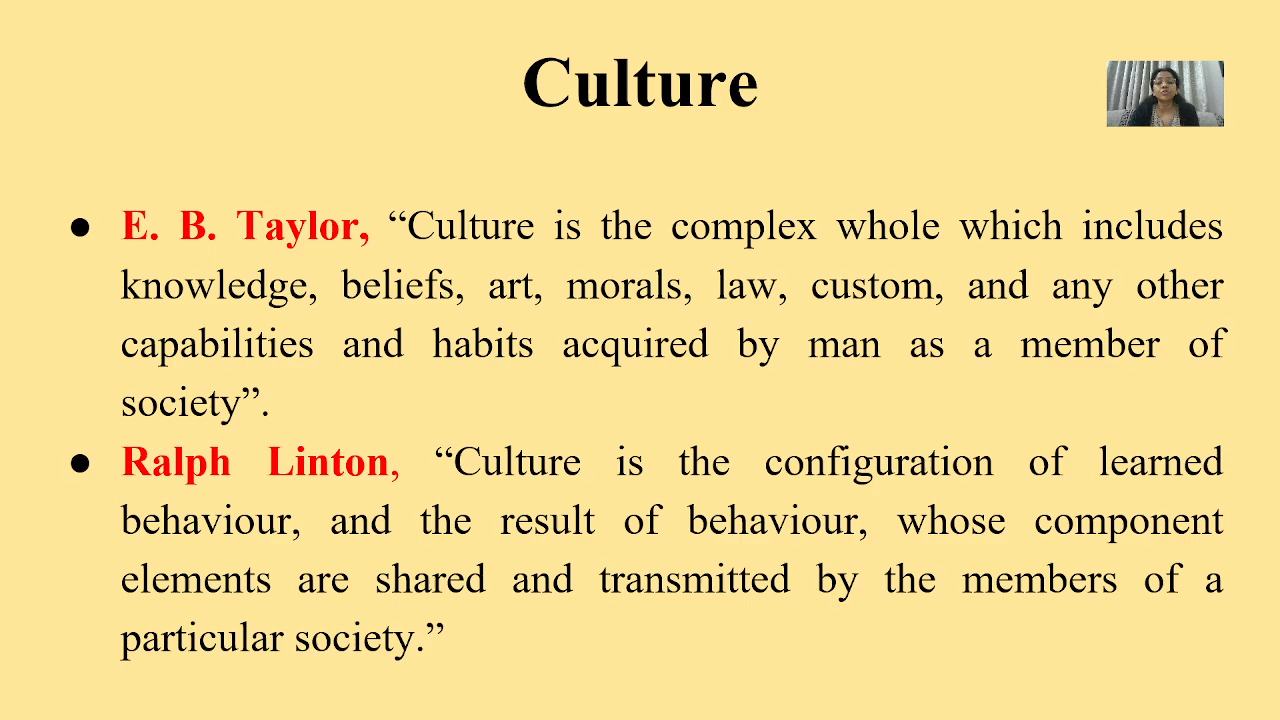 Culture
● E. B. Taylor, “Culture is the complex whole which includes
knowledge, beliefs, art, morals, law, custom, and any other
capabilities and habits acquired by man as a member of
society”.
● Ralph Linton, “Culture is the configuration of learned
behaviour, and the result of behaviour, whose component
elements are shared and transmitted by the members of a
particular society.”